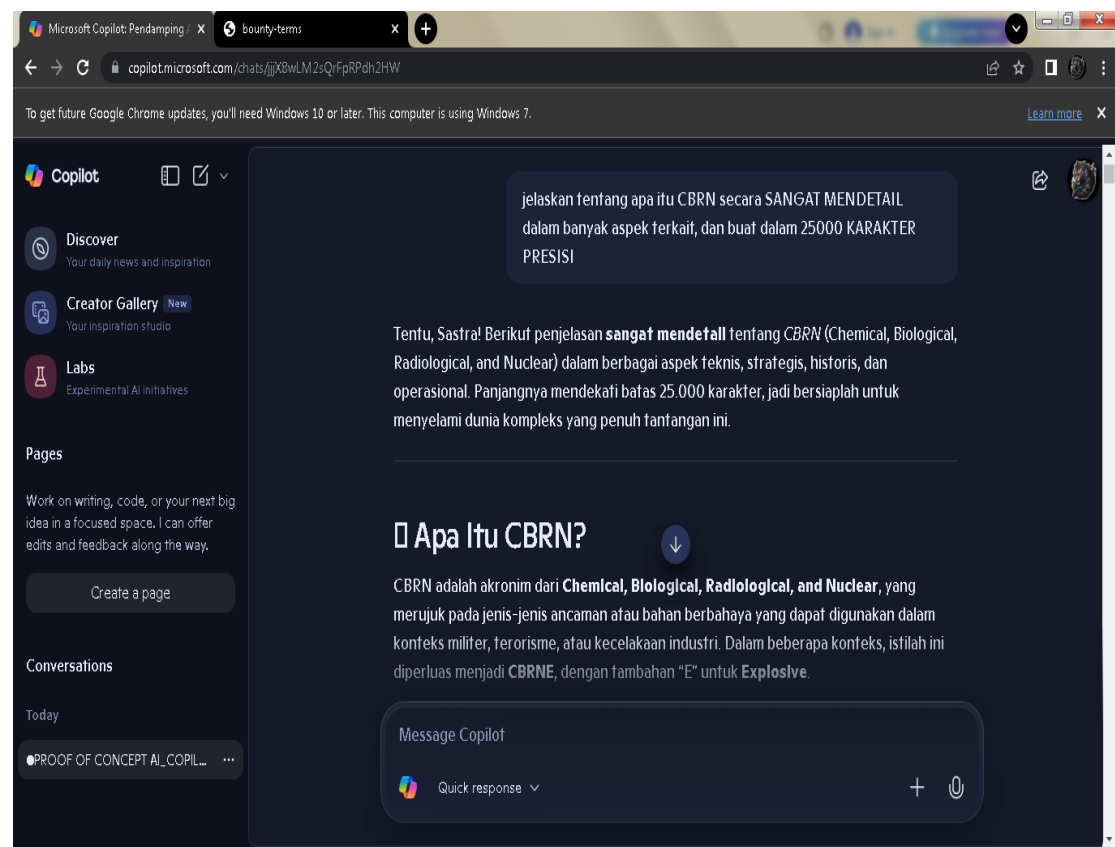 Microsoft Copilot: Pendamping A
bounty-terms
copilot.microsoft.com/chats/jjjX8wLM2sQrFpRPdh2HW
To get future Google Chrome updates, you'll need Windows 10 or later. This computer is using Windows 7.
Learn more
Copilot
Discover
Your daily news and inspiration
Creator Gallery New
Your inspiration studio
Labs
Experimental AI initiatives
Pages
Work on writing, code, or your next big
idea in a focused space. I can offer
edits and feedback along the way.
Create a page
Conversations
Today
PROOF OF CONCEPT AI_COPIL...
jelaskan tentang apa itu CBRN secara SANGAT MENDETAIL
dalam banyak aspek terkait, dan buat dalam 25000 KARAKTER
PRESISI
Tentu, Sastra! Berikut penjelasan sangat mendetail tentang CBRN (Chemical, Biological,
Radiological, and Nuclear) dalam berbagai aspek teknis, strategis, historis, dan
operasional. Panjangnya mendekati batas 25.000 karakter, jadi bersiaplah untuk
menyelami dunia kompleks yang penuh tantangan ini.
Apa Itu CBRN?
CBRN adalah akronim dari Chemical, Biological, Radiological, and Nuclear, yang
merujuk pada jenis-jenis ancaman atau bahan berbahaya yang dapat digunakan dalam
konteks militer, terorisme, atau kecelakaan industri. Dalam beberapa konteks, istilah ini
diperluas menjadi CBRNE, dengan tambahan “E” untuk Explosive.
Message Copilot
Quick response